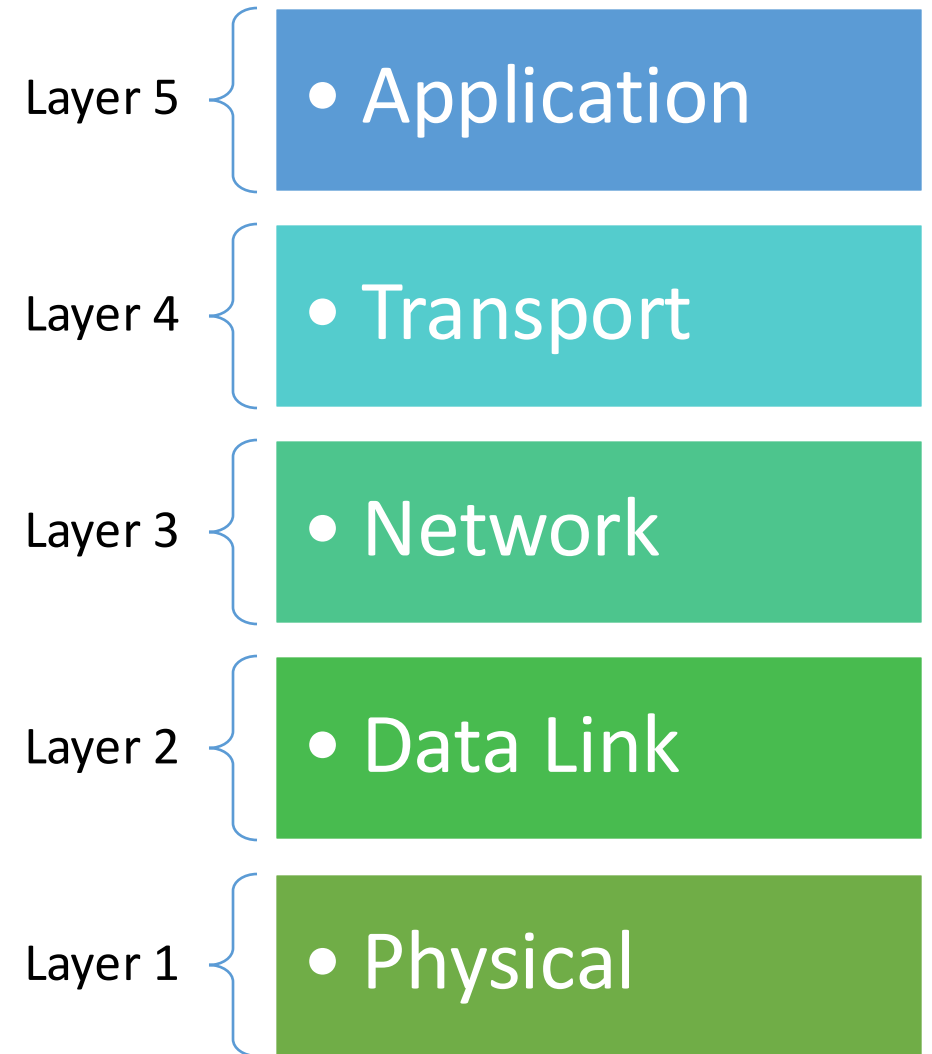 Layer 5 • Application
Layer 4 • Transport
Layer 3 • Network
Layer 2 • Data Link
Layer 1 • Physical